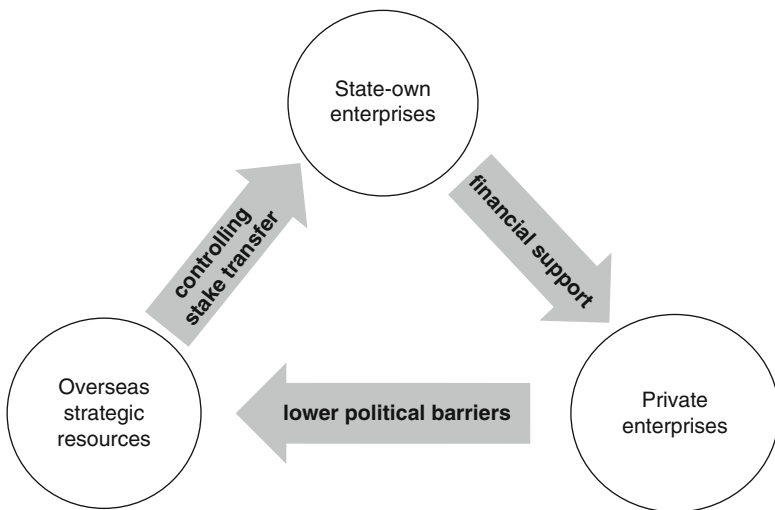 State-own
enterprises
financial support
controlling
stake transfer
Overseas
strategic
resources
lower political barriers
Private
enterprises